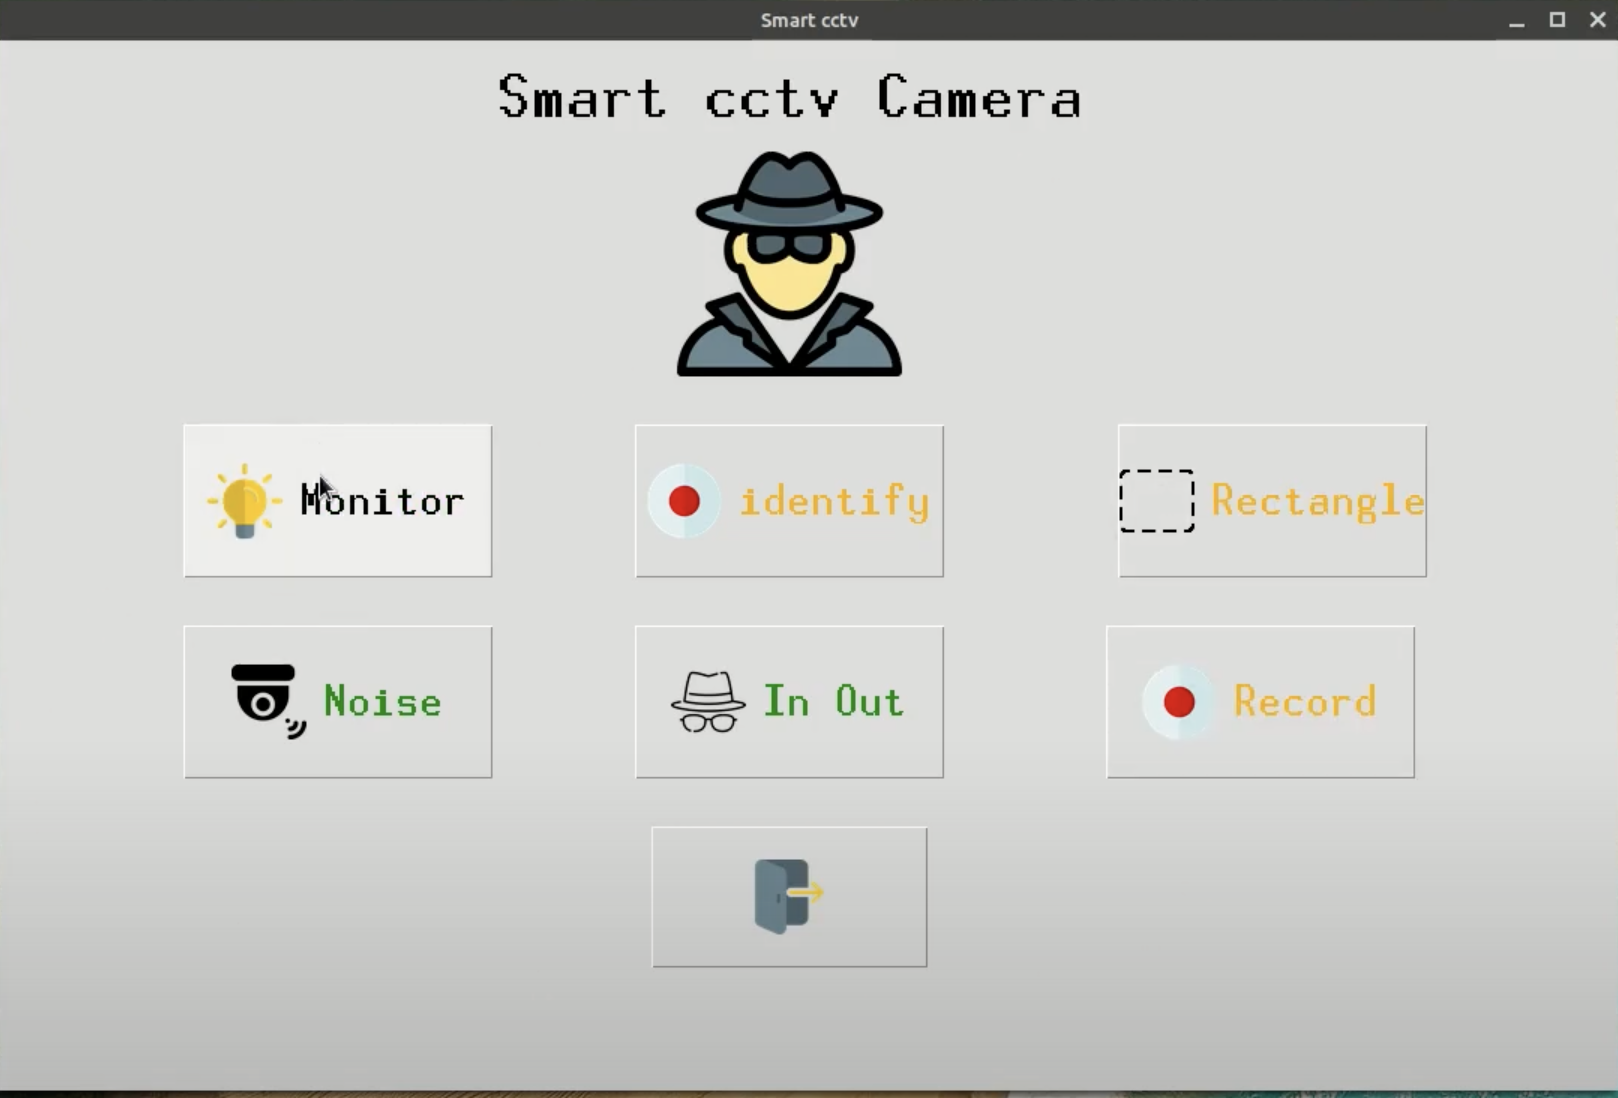 Smart cctv
Smart cctv Camera
Monitor
identify
Rectangle
Noise
In Out
Record